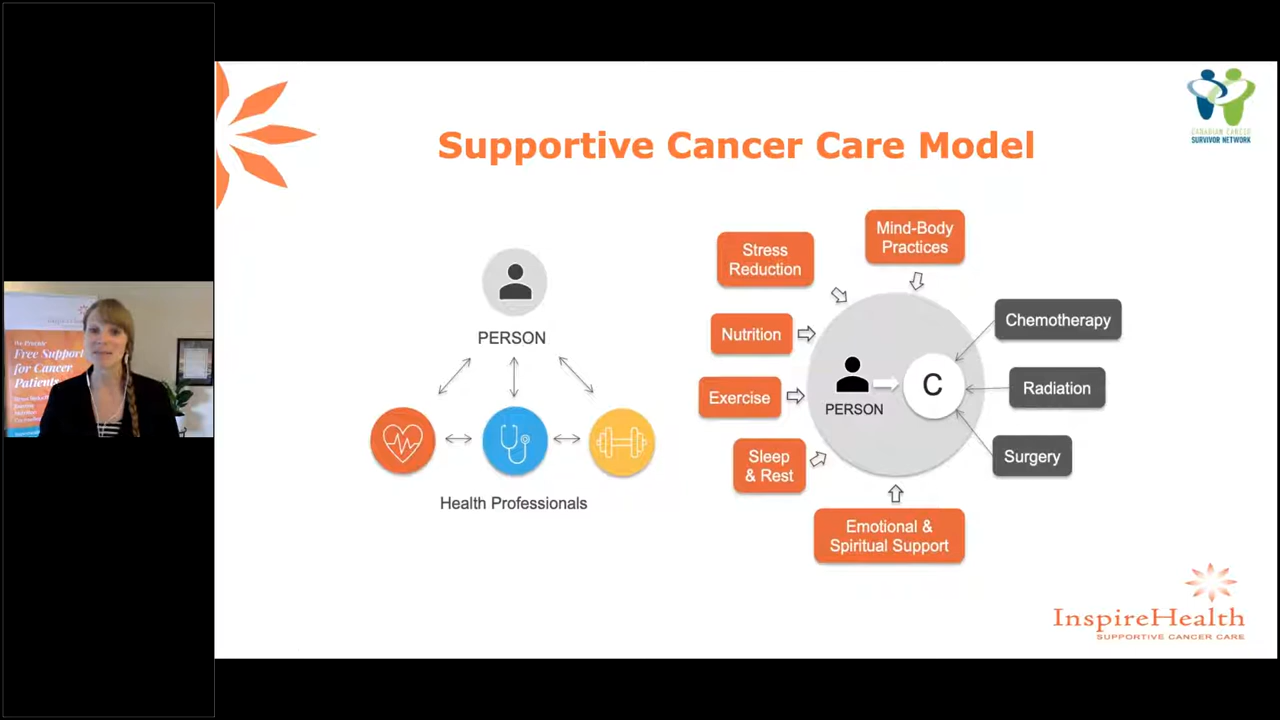 Supportive Cancer Care Model
CANADIAN CANCER
SURVIVOR NETWORK
PERSON
Health Professionals
Stress
Reduction
Mind-Body
Practices
Nutrition
Exercise
Sleep
& Rest
Emotional &
Spiritual Support
PERSON
C
Chemotherapy
Radiation
Surgery
InspireHealth
SUPPORTIVE CANCER CARE
Free Support
for Cancer
Patients